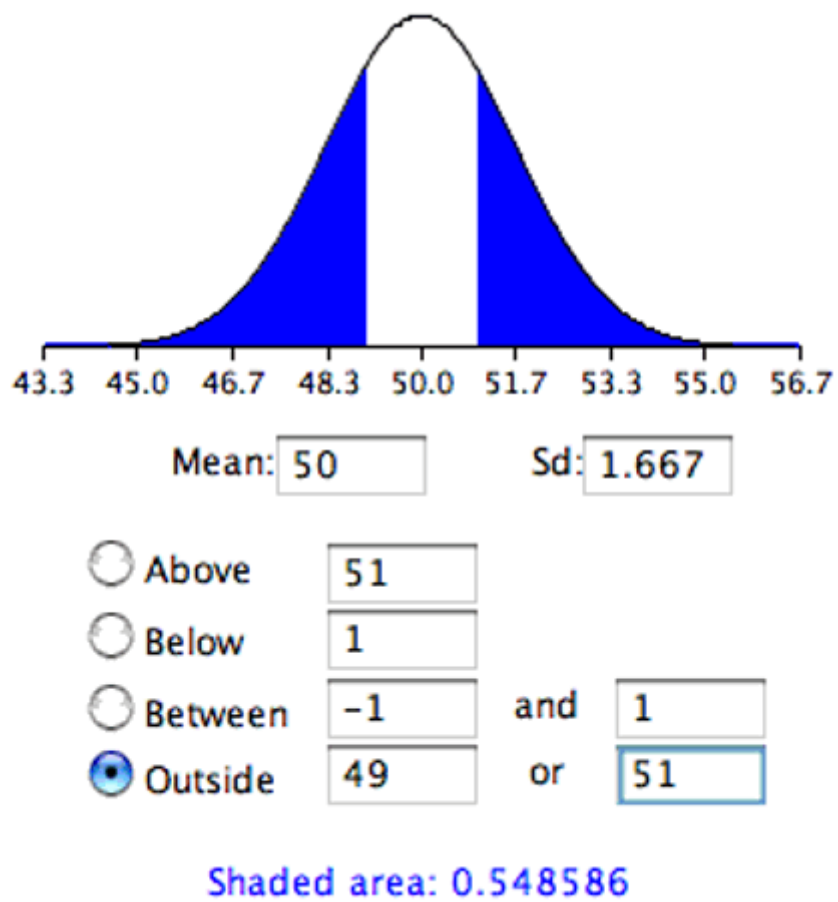 43.3 45.0 46.7 48.3 50.0 51.7 53.3 55.0 56.7
Mean: 50 Sd: 1.667
Above 51
Below 1
Between -1 and 1
Outside 49 or 51
Shaded area: 0.548586